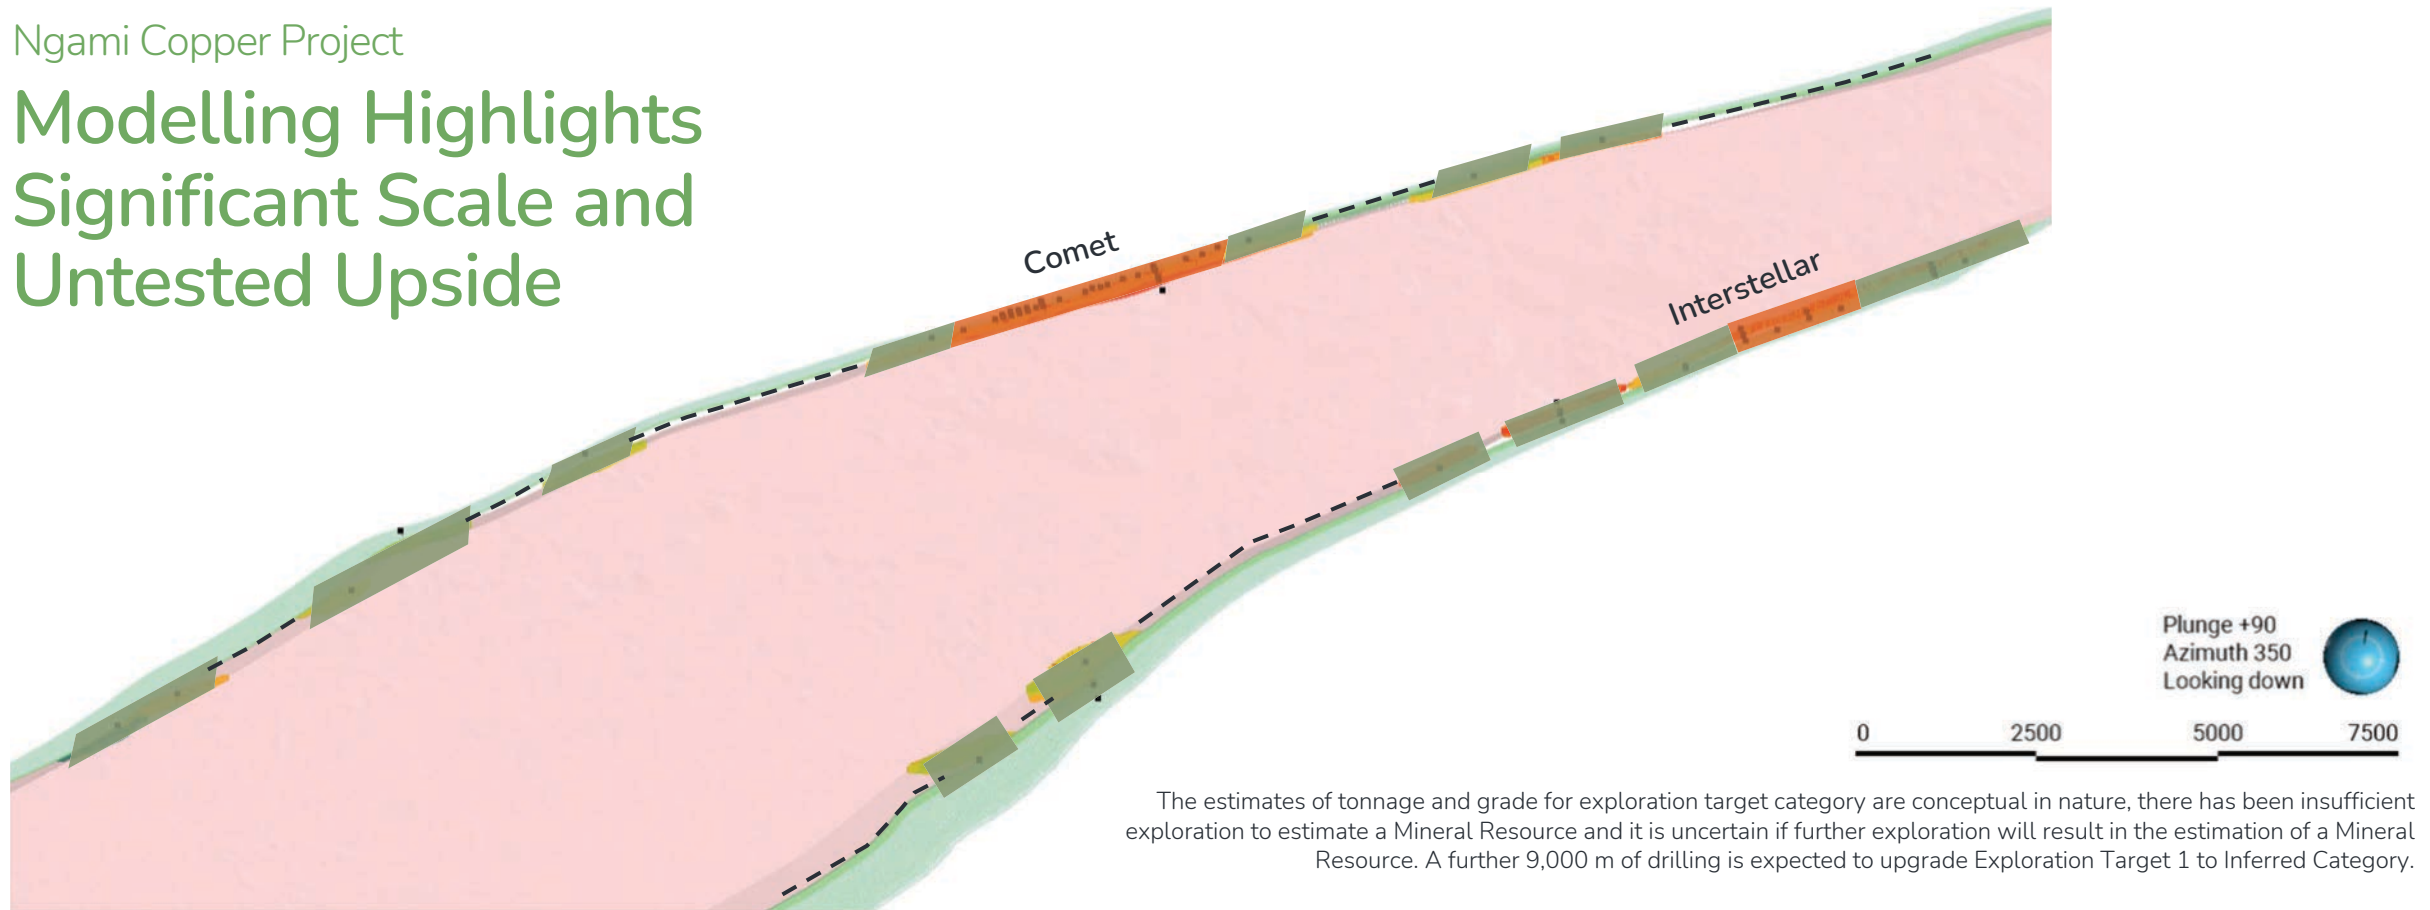 Ngami Copper Project
Modelling Highlights
Significant Scale and
Untested Upside
Comet
Interstellar
Plunge +90
Azimuth 350
Looking down
0 2500 5000 7500
The estimates of tonnage and grade for exploration target category are conceptual in nature, there has been insufficient
exploration to estimate a Mineral Resource and it is uncertain if further exploration will result in the estimation of a Mineral
Resource. A further 9,000 m of drilling is expected to upgrade Exploration Target 1 to Inferred Category.